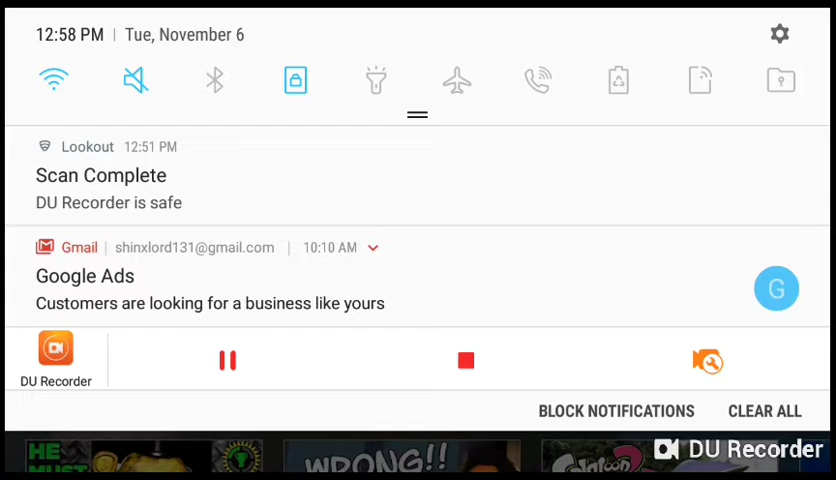 12:58 PM | Tue, November 6
Lookout 12:51 PM
Scan Complete
DU Recorder is safe
Gmail | shinxlord131@gmail.com | 10:10 AM
Google Ads
Customers are looking for a business like yours
G
DU Recorder
BLOCK NOTIFICATIONS CLEAR ALL
HE
MUST
WRONG!!
Splatoon 2
DU Recorder